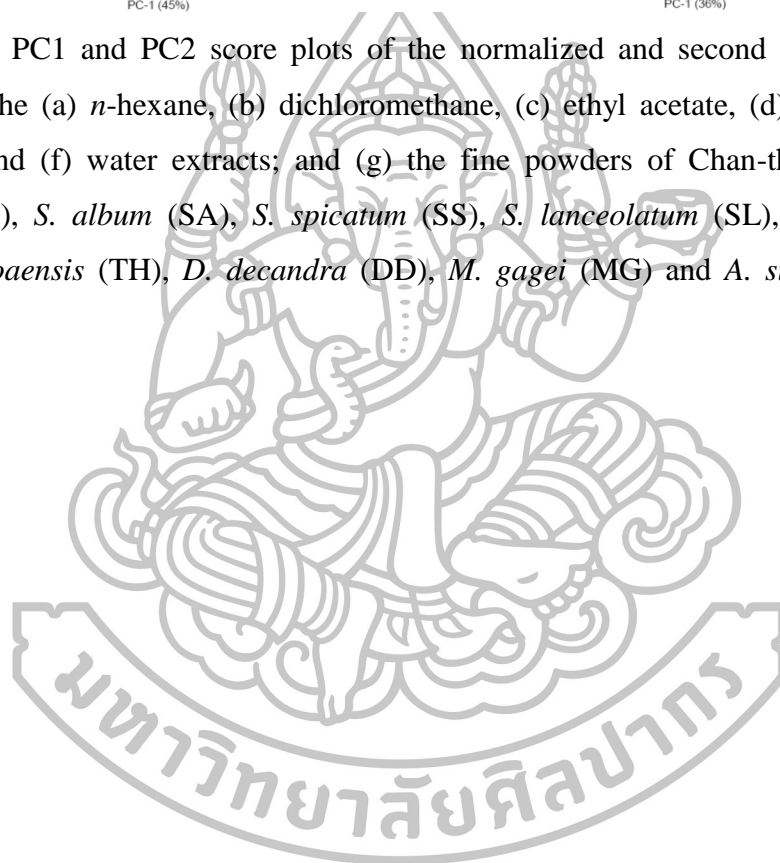 PC-1 (45%) PC-1 (36%)
PC1 and PC2 score plots of the normalized and second
he (a) n-hexane, (b) dichloromethane, (c) ethyl acetate, (d)
nd (f) water extracts; and (g) the fine powders of Chan-th
), S. album (SA), S. spicatum (SS), S. lanceolatum (SL),
paensis (TH), D. decandra (DD), M. gagei (MG) and A. s
มหาวิทยาลัยศิลปากร